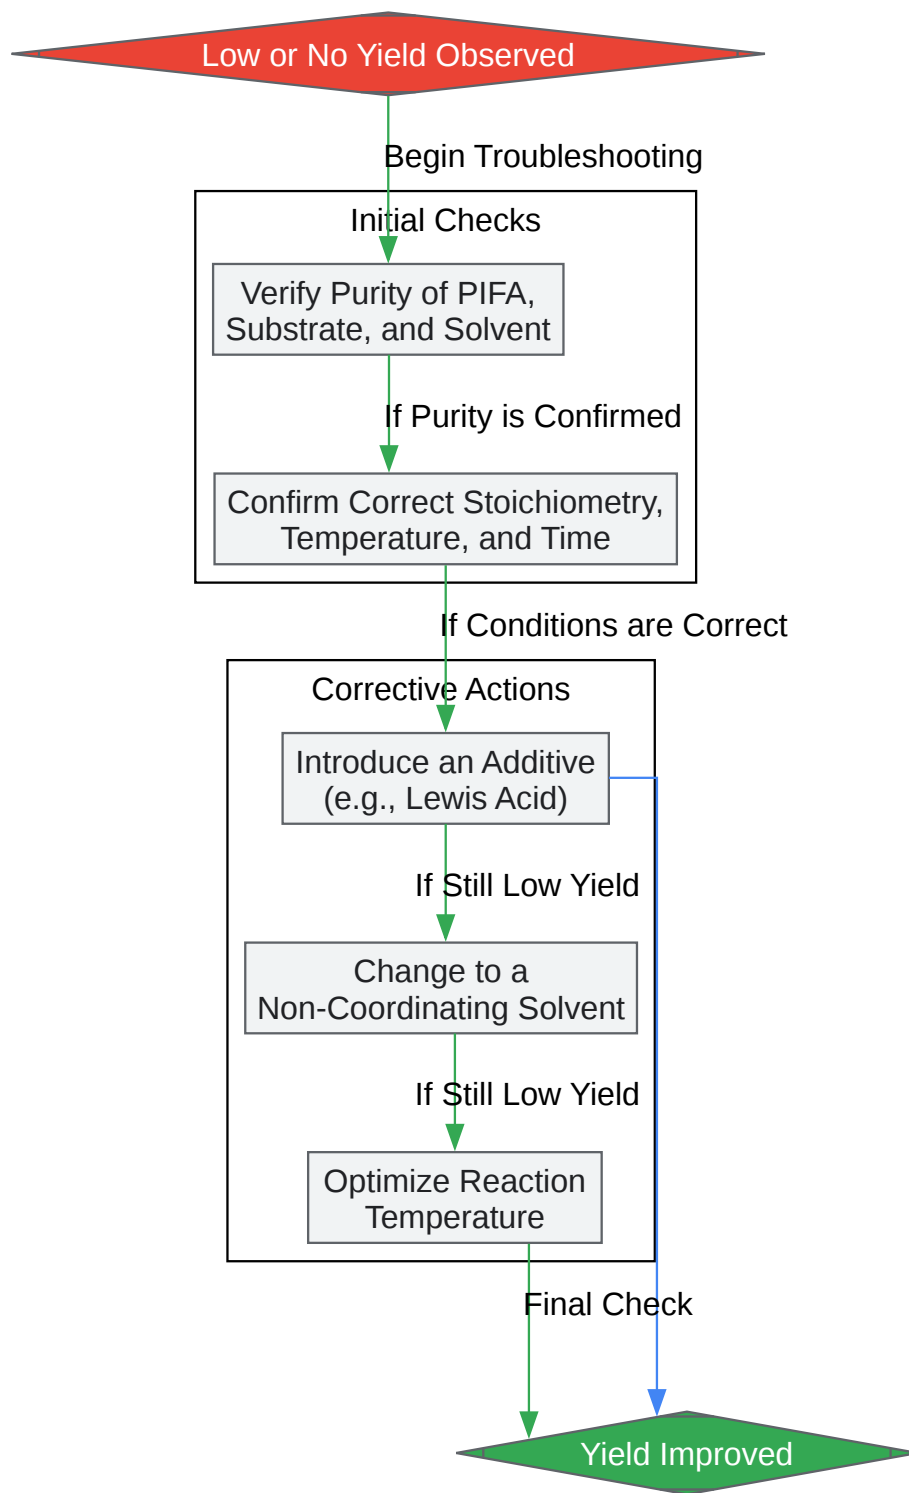 Low or No Yield Observed
Begin Troubleshooting
Initial Checks
Verify Purity of PIFA,
Substrate, and Solvent
If Purity is Confirmed
Confirm Correct Stoichiometry,
Temperature, and Time
If Conditions are Correct
Corrective Actions
Introduce an Additive
(e.g., Lewis Acid)
If Still Low Yield
Change to a
Non-Coordinating Solvent
If Still Low Yield
Optimize Reaction
Temperature
Final Check
Yield Improved